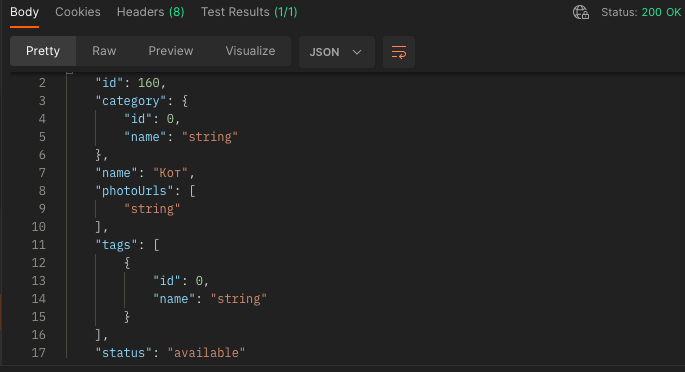 Body Cookies Headers (8) Test Results (1/1) Status: 200 OK
Pretty Raw Preview Visualize JSON
2 "id": 160,
3 "category": {
4 "id": 0,
5 "name": "string"
6 },
7 "name": "Кот",
8 "photoUrls": [
9 "string"
10 ],
11 "tags": [
12 {
13 "id": 0,
14 "name": "string"
15 }
16 ],
17 "status": "available"